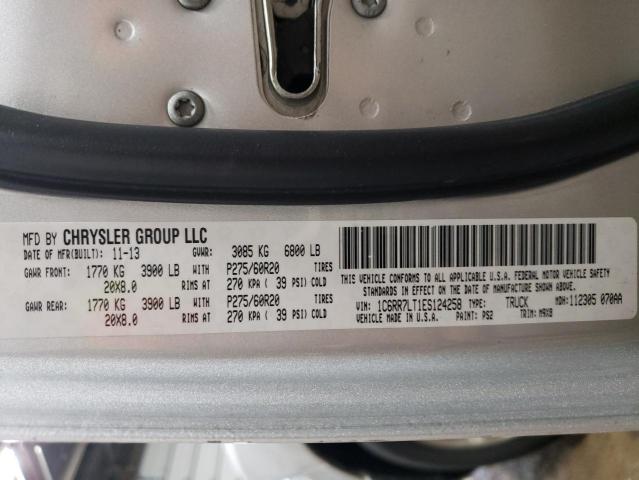 MFD BY CHRYSLER GROUP LLC
DATE OF MFR(BUILT): 11-13 GVWR: 3085 KG 6800 LB
GAWR FRONT: 1770 KG 3900 LB WITH P275/60R20 TIRES
20X8.0 RIMS AT 270 KPA ( 39 PSI) COLD
GAWR REAR: 1770 KG 3900 LB WITH P275/60R20 TIRES
20X8.0 RIMS AT 270 KPA ( 39 PSI) COLD
THIS VEHICLE CONFORMS TO ALL APPLICABLE U.S.A. FEDERAL MOTOR VEHICLE SAFETY
STANDARDS IN EFFECT ON THE DATE OF MANUFACTURE SHOWN ABOVE
VIN: 1C6RR7LT1ES124258 TYPE: TRUCK MDH: 112305 070AA
VEHICLE MADE IN U.S.A. PAINT: PS2 TRIM: M9X8